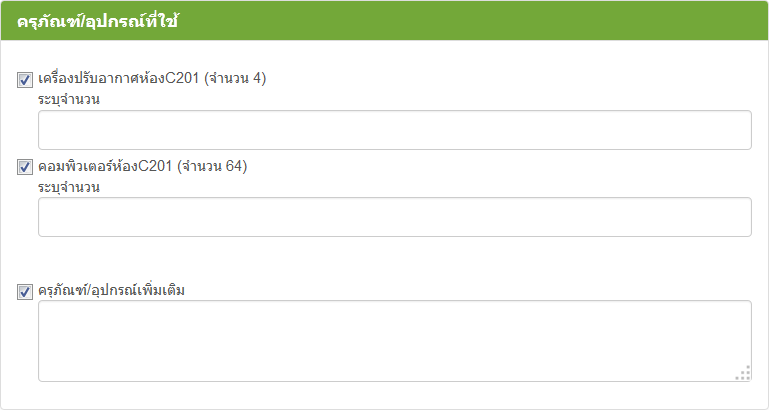 ครุภัณฑ์/อุปกรณ์ที่ใช้
เครื่องปรับอากาศห้องC201 (จำนวน 4)
ระบุจำนวน
คอมพิวเตอร์ห้องC201 (จำนวน 64)
ระบุจำนวน
ครุภัณฑ์/อุปกรณ์เพิ่มเติม